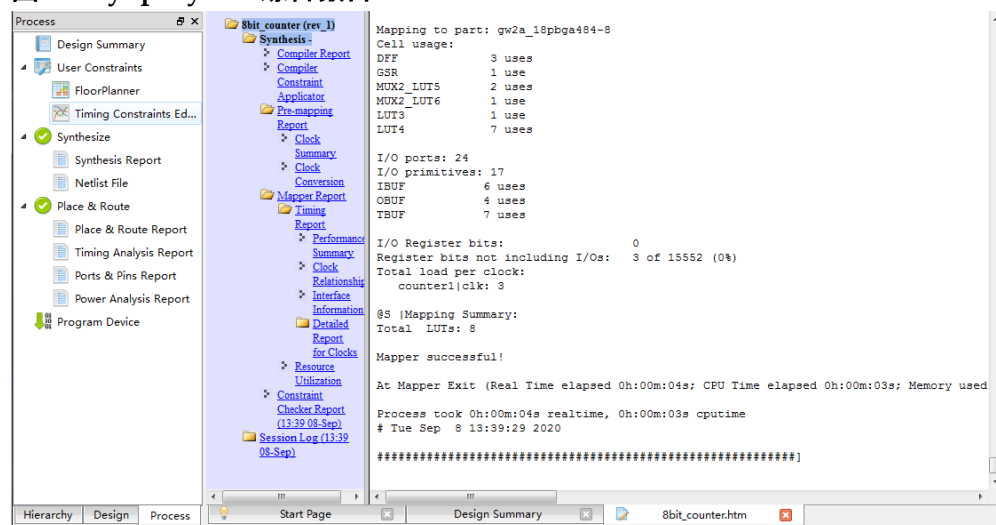 Process
Design Summary
User Constraints
FloorPlanner
Timing Constraints Ed...
Synthesize
Synthesis Report
Netlist File
Place & Route
Place & Route Report
Timing Analysis Report
Ports & Pins Report
Power Analysis Report
Program Device
Hierarchy Design Process
8bit_counter (rev_1)
Synthesis -
Compiler Report
Compiler
Constraint
Applicator
Pre-mapping
Report
Clock
Summary
Clock
Conversion
Mapper Report
Timing
Report
Performance
Summary
Clock
Relationship
Interface
Information
Detailed
Report
for Clocks
Resource
Utilization
Constraint
Checker Report
(13:39 08-Sep)
Session Log (13:39
08-Sep)
Mapping to part: gw2a_18pbga484-8
Cell usage:
DFF 3 uses
GSR 1 use
MUX2_LUT5 2 uses
MUX2_LUT6 1 use
LUT3 1 use
LUT4 7 uses
I/O ports: 24
I/O primitives: 17
IBUF 6 uses
OBUF 4 uses
TBUF 7 uses
I/O Register bits: 0
Register bits not including I/Os: 3 of 15552 (0%)
Total load per clock:
counter1|clk: 3
@S |Mapping Summary:
Total LUTs: 8
Mapper successful!
At Mapper Exit (Real Time elapsed 0h:00m:04s; CPU Time elapsed 0h:00m:03s; Memory used
Process took 0h:00m:04s realtime, 0h:00m:03s cputime
# Tue Sep 8 13:39:29 2020
###########################################################]
Start Page Design Summary 8bit_counter.htm